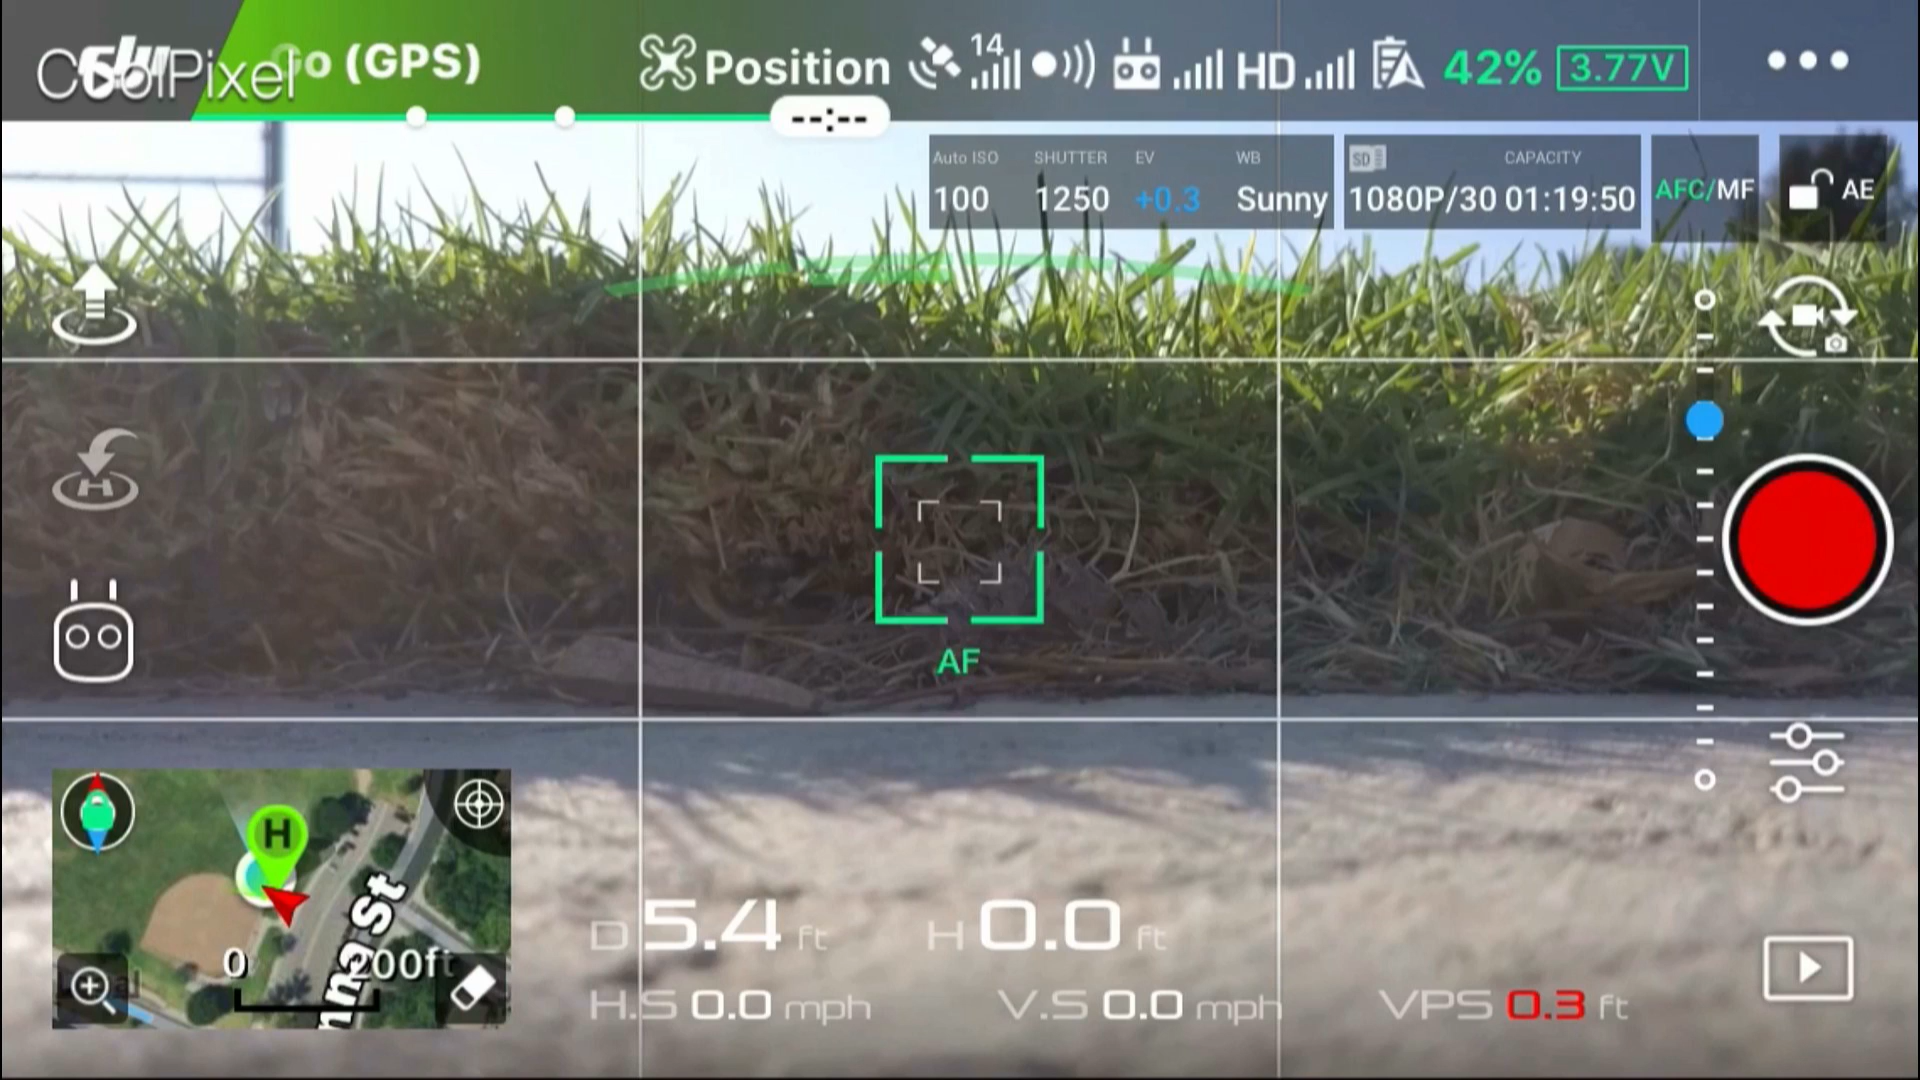 CoolPixel
Go (GPS)
Position
14
HD
42%
3.77V
--:--
Auto ISO
100
SHUTTER
1250
EV
+0.3
WB
Sunny
SD
1080P/30
CAPACITY
01:19:50
AFC/MF
AE
AF
H
0
200ft
D 5.4 ft
H 0.0 ft
H.S 0.0 mph
V.S 0.0 mph
VPS 0.3 ft